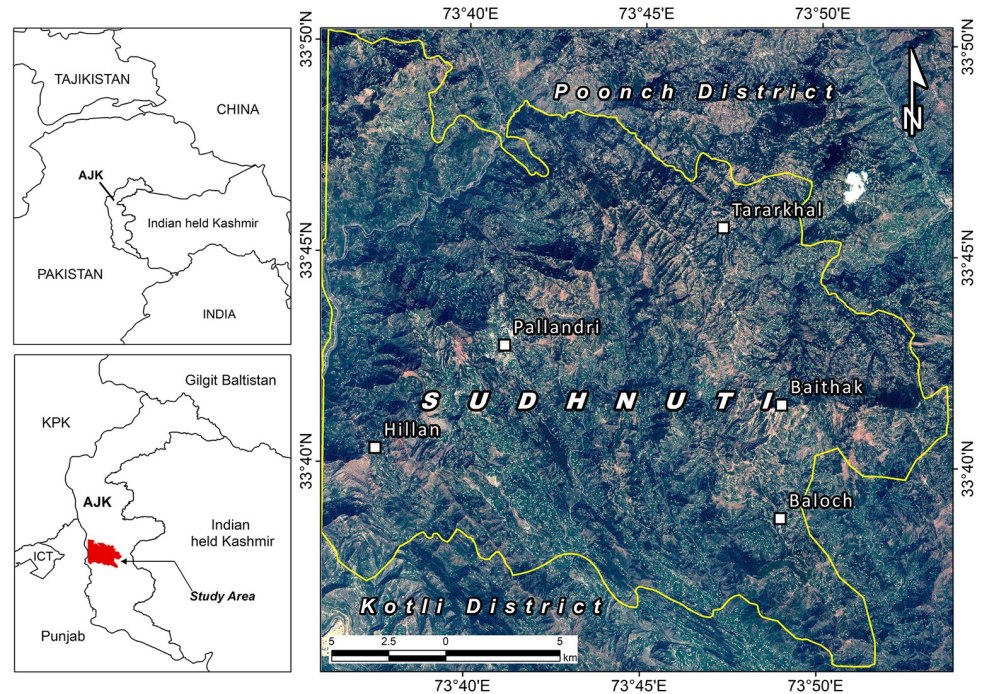 TAJIKISTAN
CHINA
AJK
Indian held Kashmir
PAKISTAN
INDIA
Gilgit Baltistan
KPK
AJK
Indian
held Kashmir
ICT
Study Area
Punjab
73°40'E 73°45'E 73°50'E
33°50'N 33°50'N
Poonch District
N
Tararkhal
33°45'N 33°45'N
Pallandri
Baithak
SUDHNUTI
Hillan
33°40'N 33°40'N
Baloch
Kotli District
5 2.5 0 5
km
73°40'E 73°45'E 73°50'E